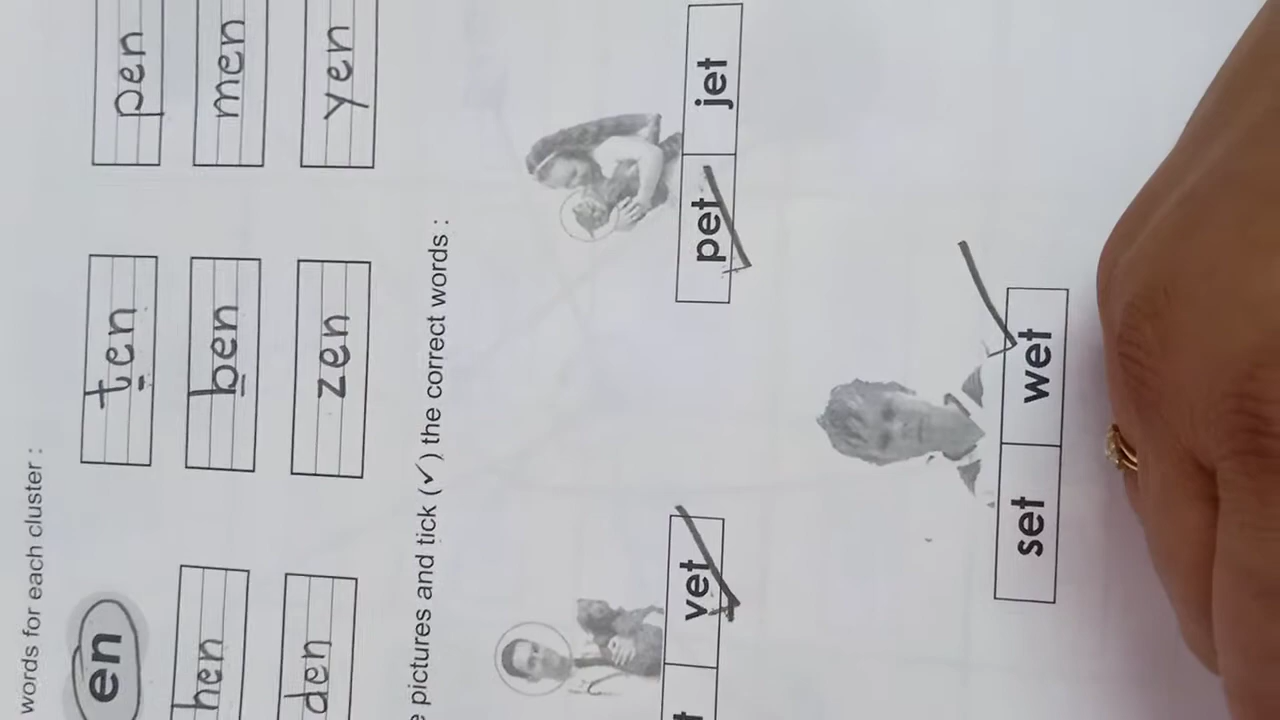 words for each cluster :
en ten pen
hen ben men
den zen yen
pictures and tick (✓) the correct words :
vet pet jet
set wet